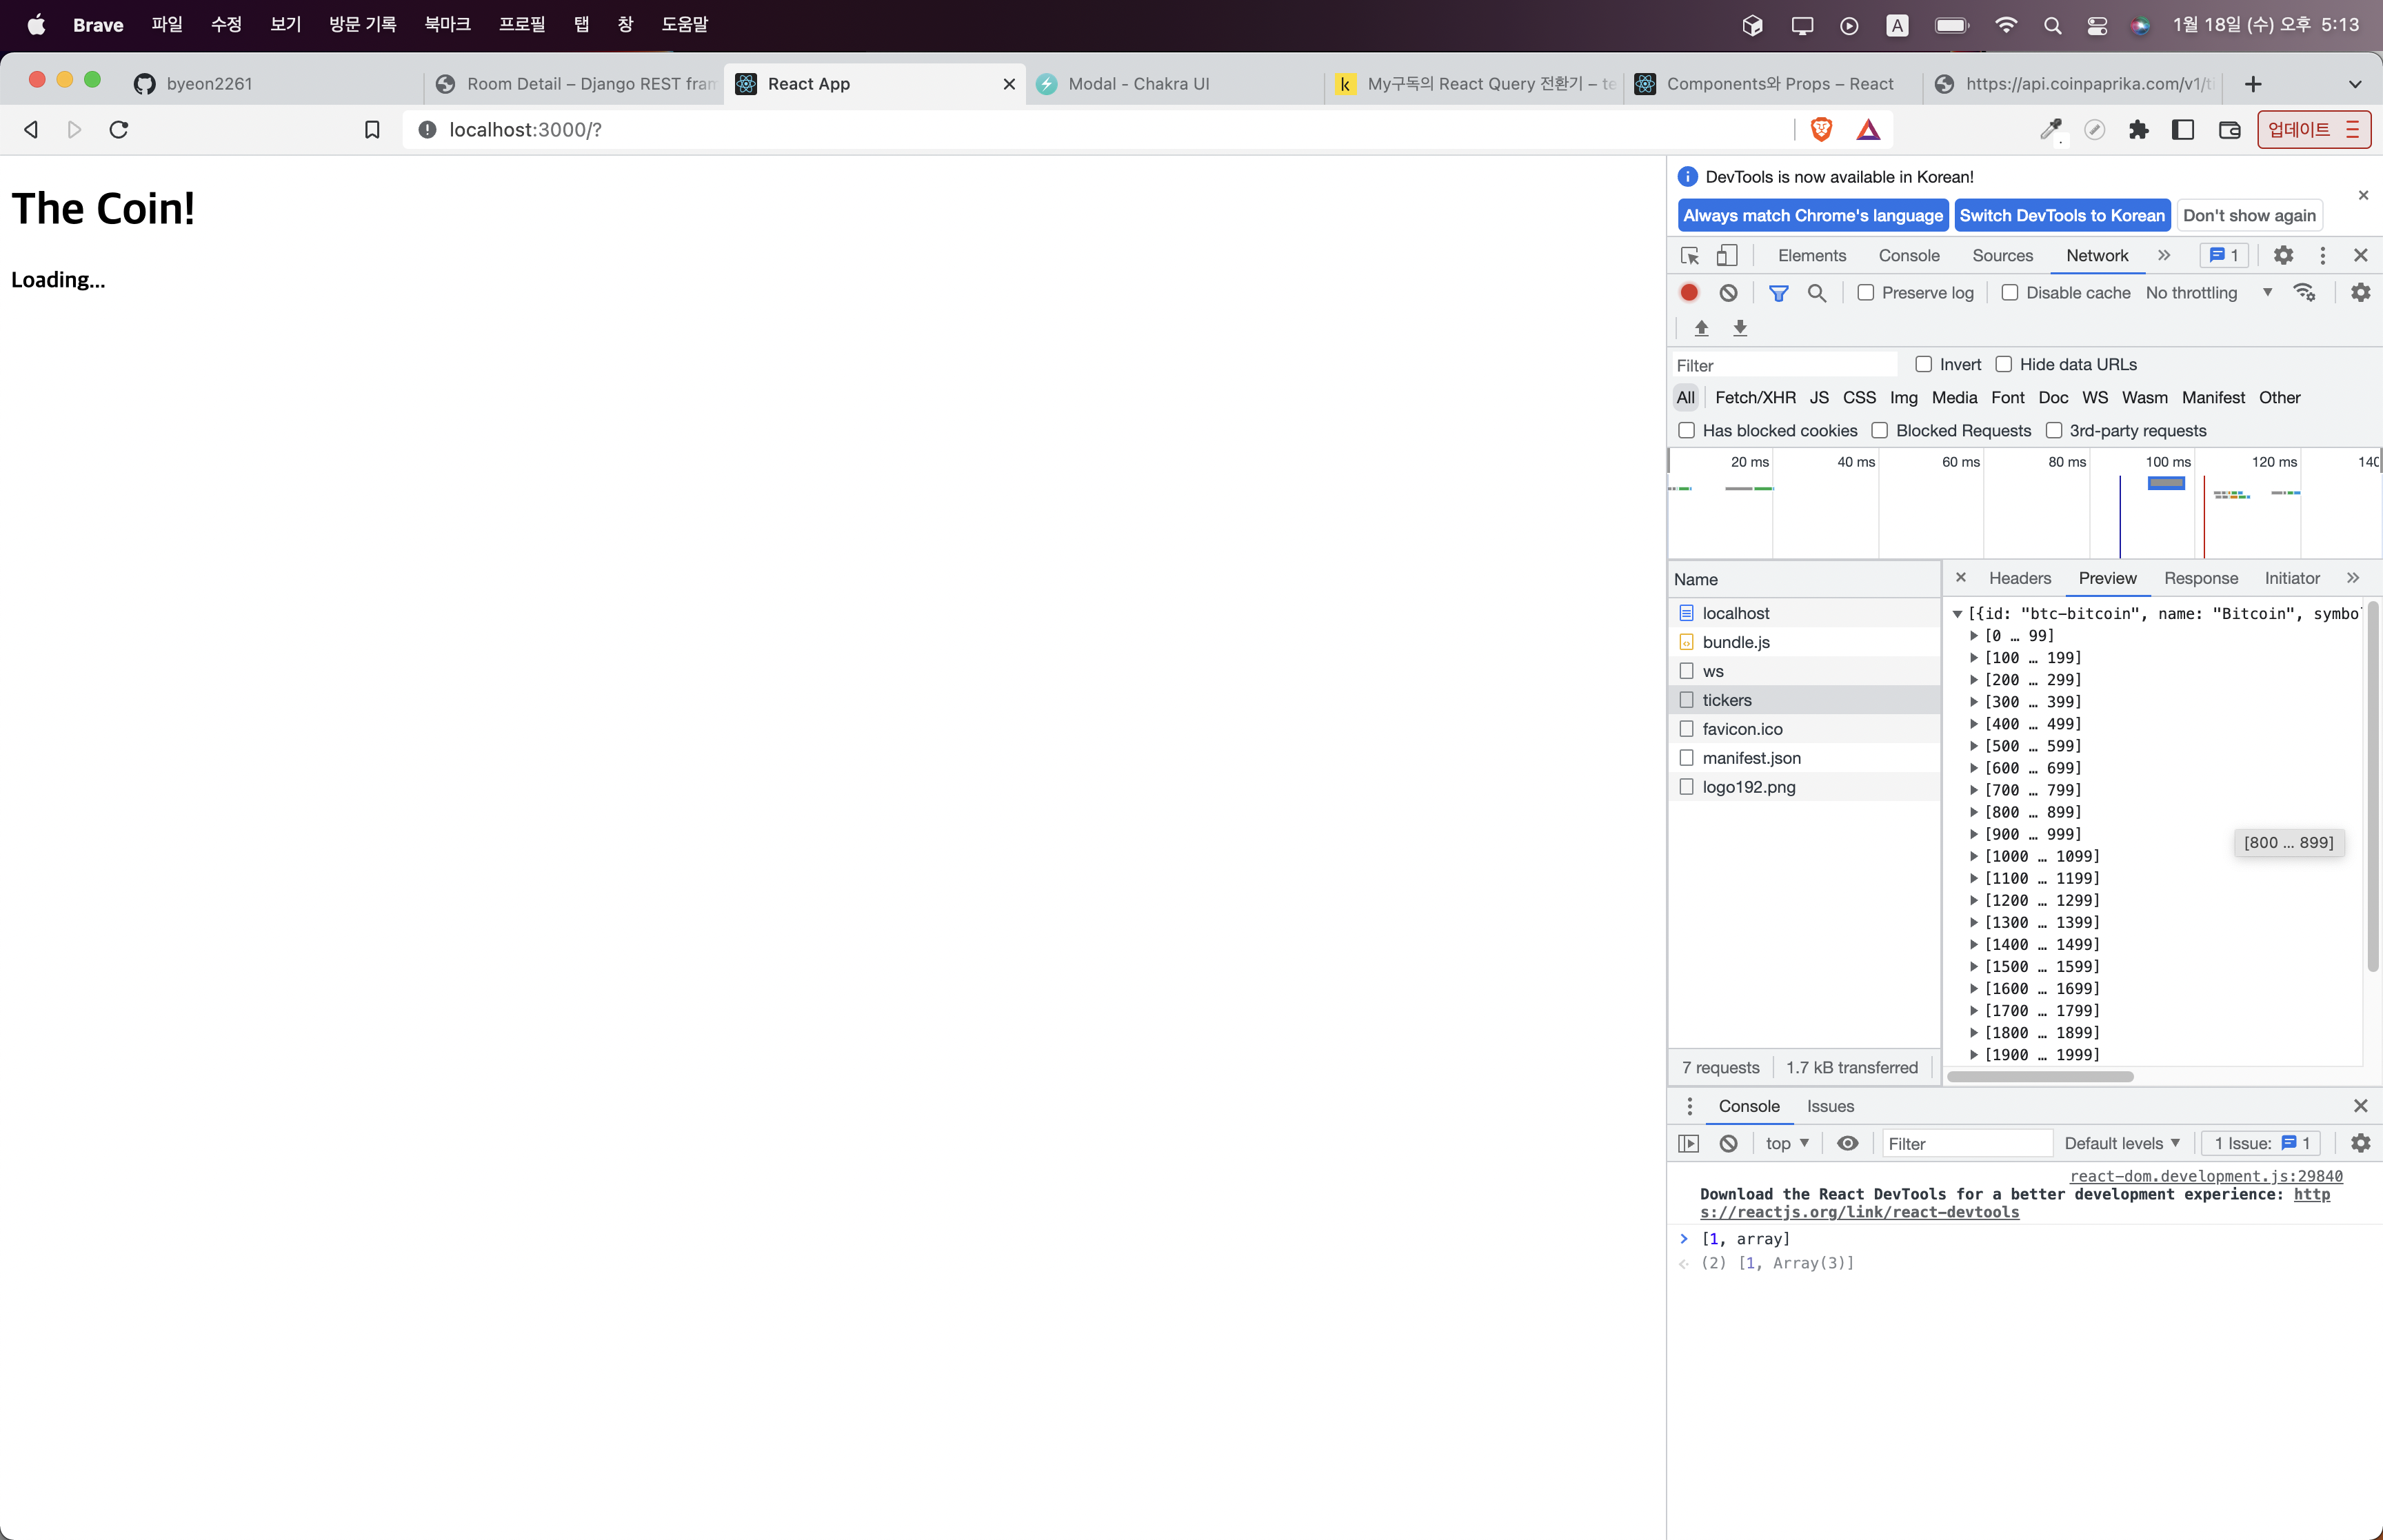 Brave 파일 수정 보기 방문 기록 북마크 프로필 탭 창 도움말 A 1월 18일 (수) 오후 5:13
byeon2261 Room Detail – Django REST fram React App Modal - Chakra UI k My구독의 React Query 전환기 – te Components와 Props – React https://api.coinpaprika.com/v1/ti
localhost:3000/? 업데이트
The Coin!
Loading...
DevTools is now available in Korean!
Always match Chrome's language Switch DevTools to Korean Don't show again
Elements Console Sources Network 1
Preserve log Disable cache No throttling
Filter Invert Hide data URLs
All Fetch/XHR JS CSS Img Media Font Doc WS Wasm Manifest Other
Has blocked cookies Blocked Requests 3rd-party requests
20 ms 40 ms 60 ms 80 ms 100 ms 120 ms 140
Name
localhost
bundle.js
ws
tickers
favicon.ico
manifest.json
logo192.png
7 requests 1.7 kB transferred
Headers Preview Response Initiator
[{id: "btc-bitcoin", name: "Bitcoin", symbol
[0 … 99]
[100 … 199]
[200 … 299]
[300 … 399]
[400 … 499]
[500 … 599]
[600 … 699]
[700 … 799]
[800 … 899]
[900 … 999]
[800 … 899]
[1000 … 1099]
[1100 … 1199]
[1200 … 1299]
[1300 … 1399]
[1400 … 1499]
[1500 … 1599]
[1600 … 1699]
[1700 … 1799]
[1800 … 1899]
[1900 … 1999]
Console Issues
top Filter Default levels 1 Issue: 1
react-dom.development.js:29840
Download the React DevTools for a better development experience: http
s://reactjs.org/link/react-devtools
[1, array]
(2) [1, Array(3)]